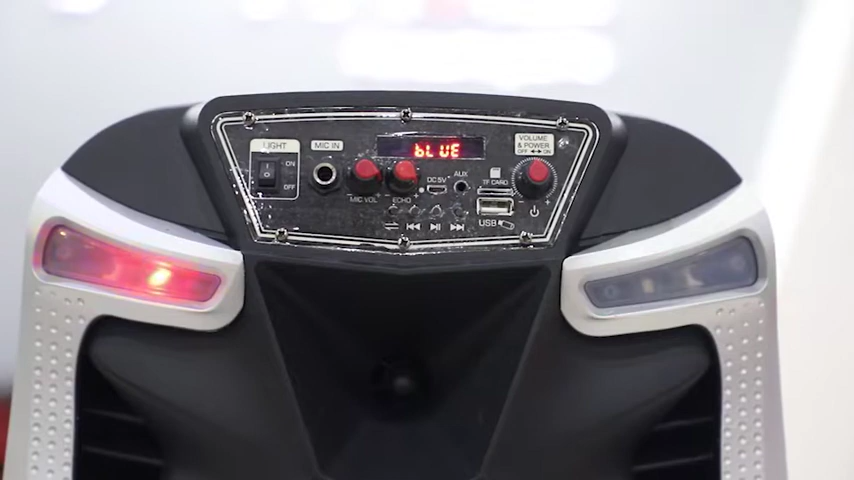 LIGHT
ON
OFF
MIC IN
bLUE
VOLUME
& POWER
OFF ON
MIC VOL
ECHO
DC 5V
AUX
TF CARD
USB